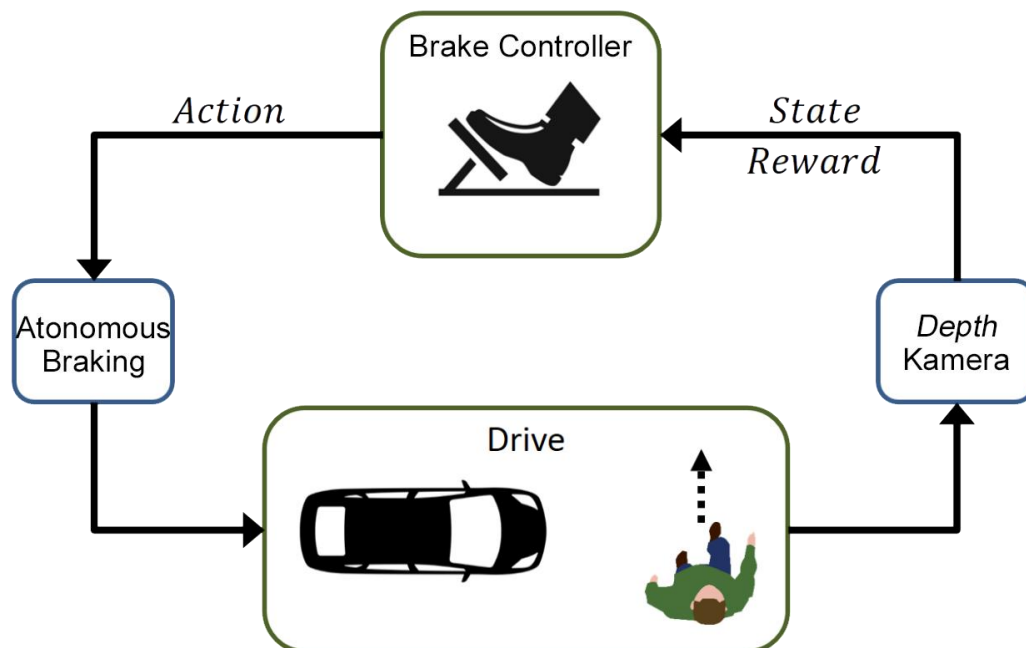 Brake Controller
Action
State
Reward
Atonomous
Braking
Depth
Kamera
Drive